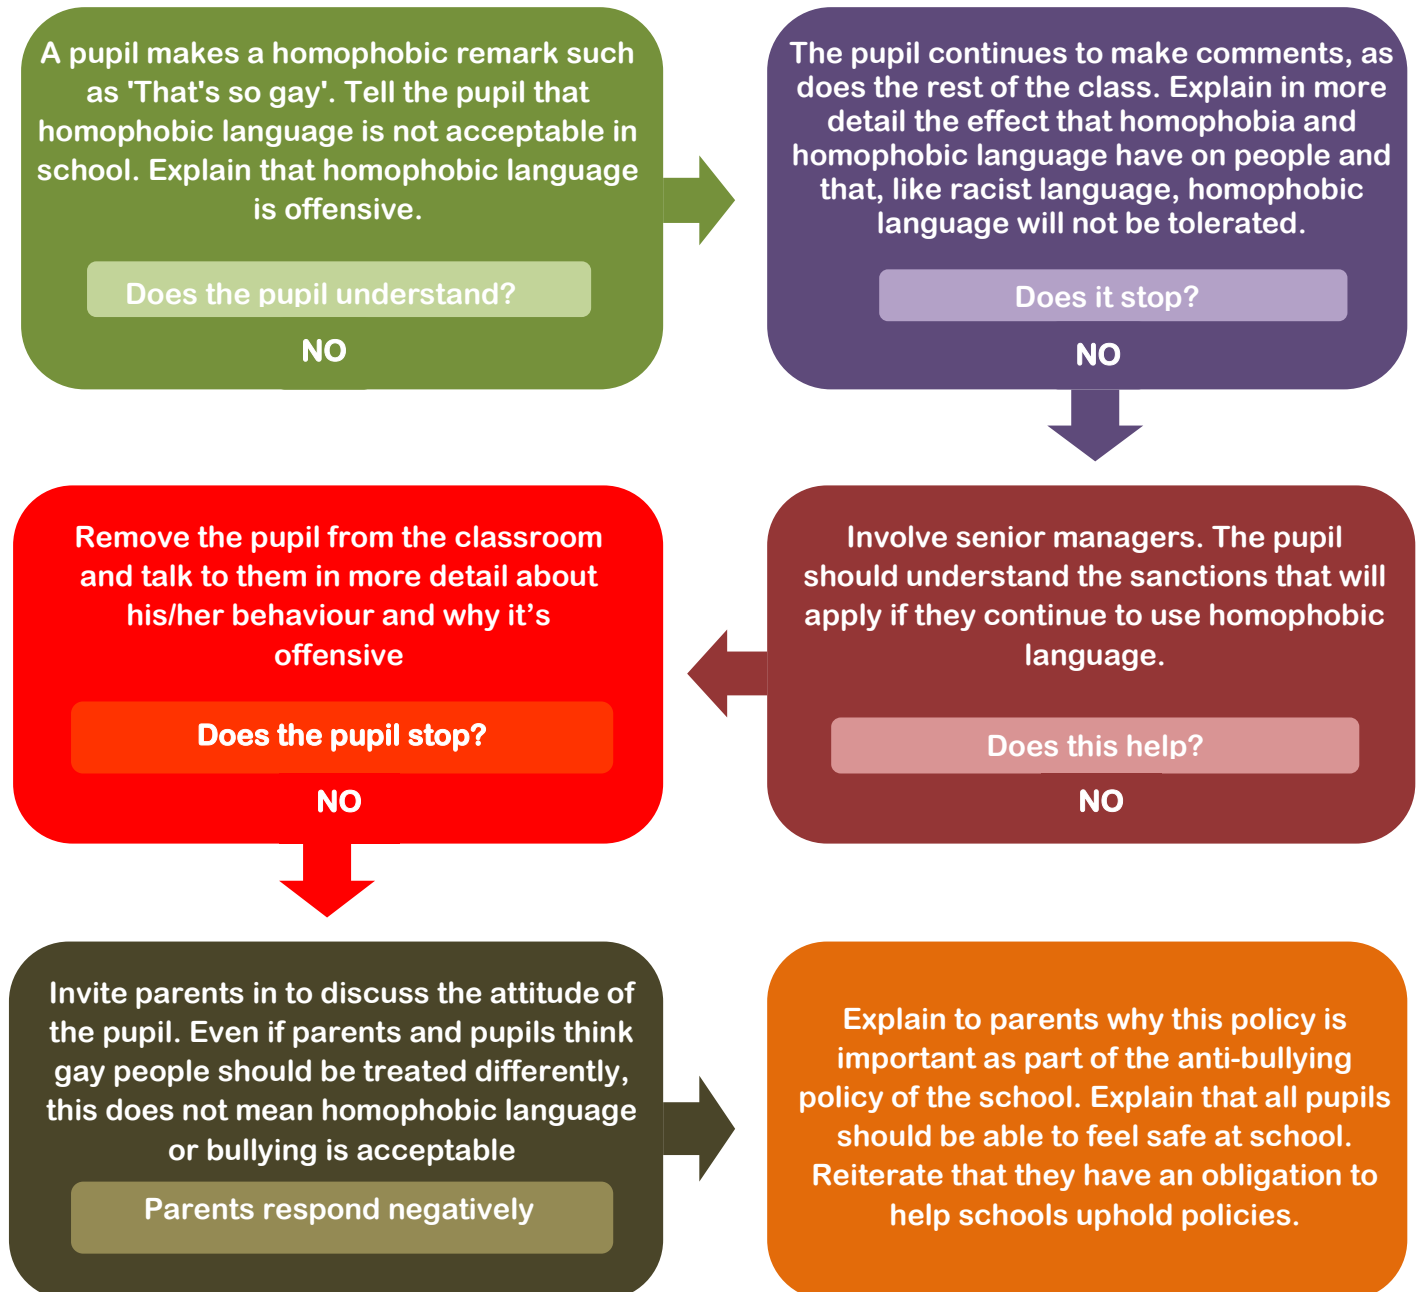 A pupil makes a homophobic remark such
as 'That's so gay'. Tell the pupil that
homophobic language is not acceptable in
school. Explain that homophobic language
is offensive.
Does the pupil understand?
NO
The pupil continues to make comments, as
does the rest of the class. Explain in more
detail the effect that homophobia and
homophobic language have on people and
that, like racist language, homophobic
language will not be tolerated.
Does it stop?
NO
Involve senior managers. The pupil
should understand the sanctions that will
apply if they continue to use homophobic
language.
Does this help?
NO
Remove the pupil from the classroom
and talk to them in more detail about
his/her behaviour and why it’s
offensive
Does the pupil stop?
NO
Invite parents in to discuss the attitude of
the pupil. Even if parents and pupils think
gay people should be treated differently,
this does not mean homophobic language
or bullying is acceptable
Parents respond negatively
Explain to parents why this policy is
important as part of the anti-bullying
policy of the school. Explain that all pupils
should be able to feel safe at school.
Reiterate that they have an obligation to
help schools uphold policies.